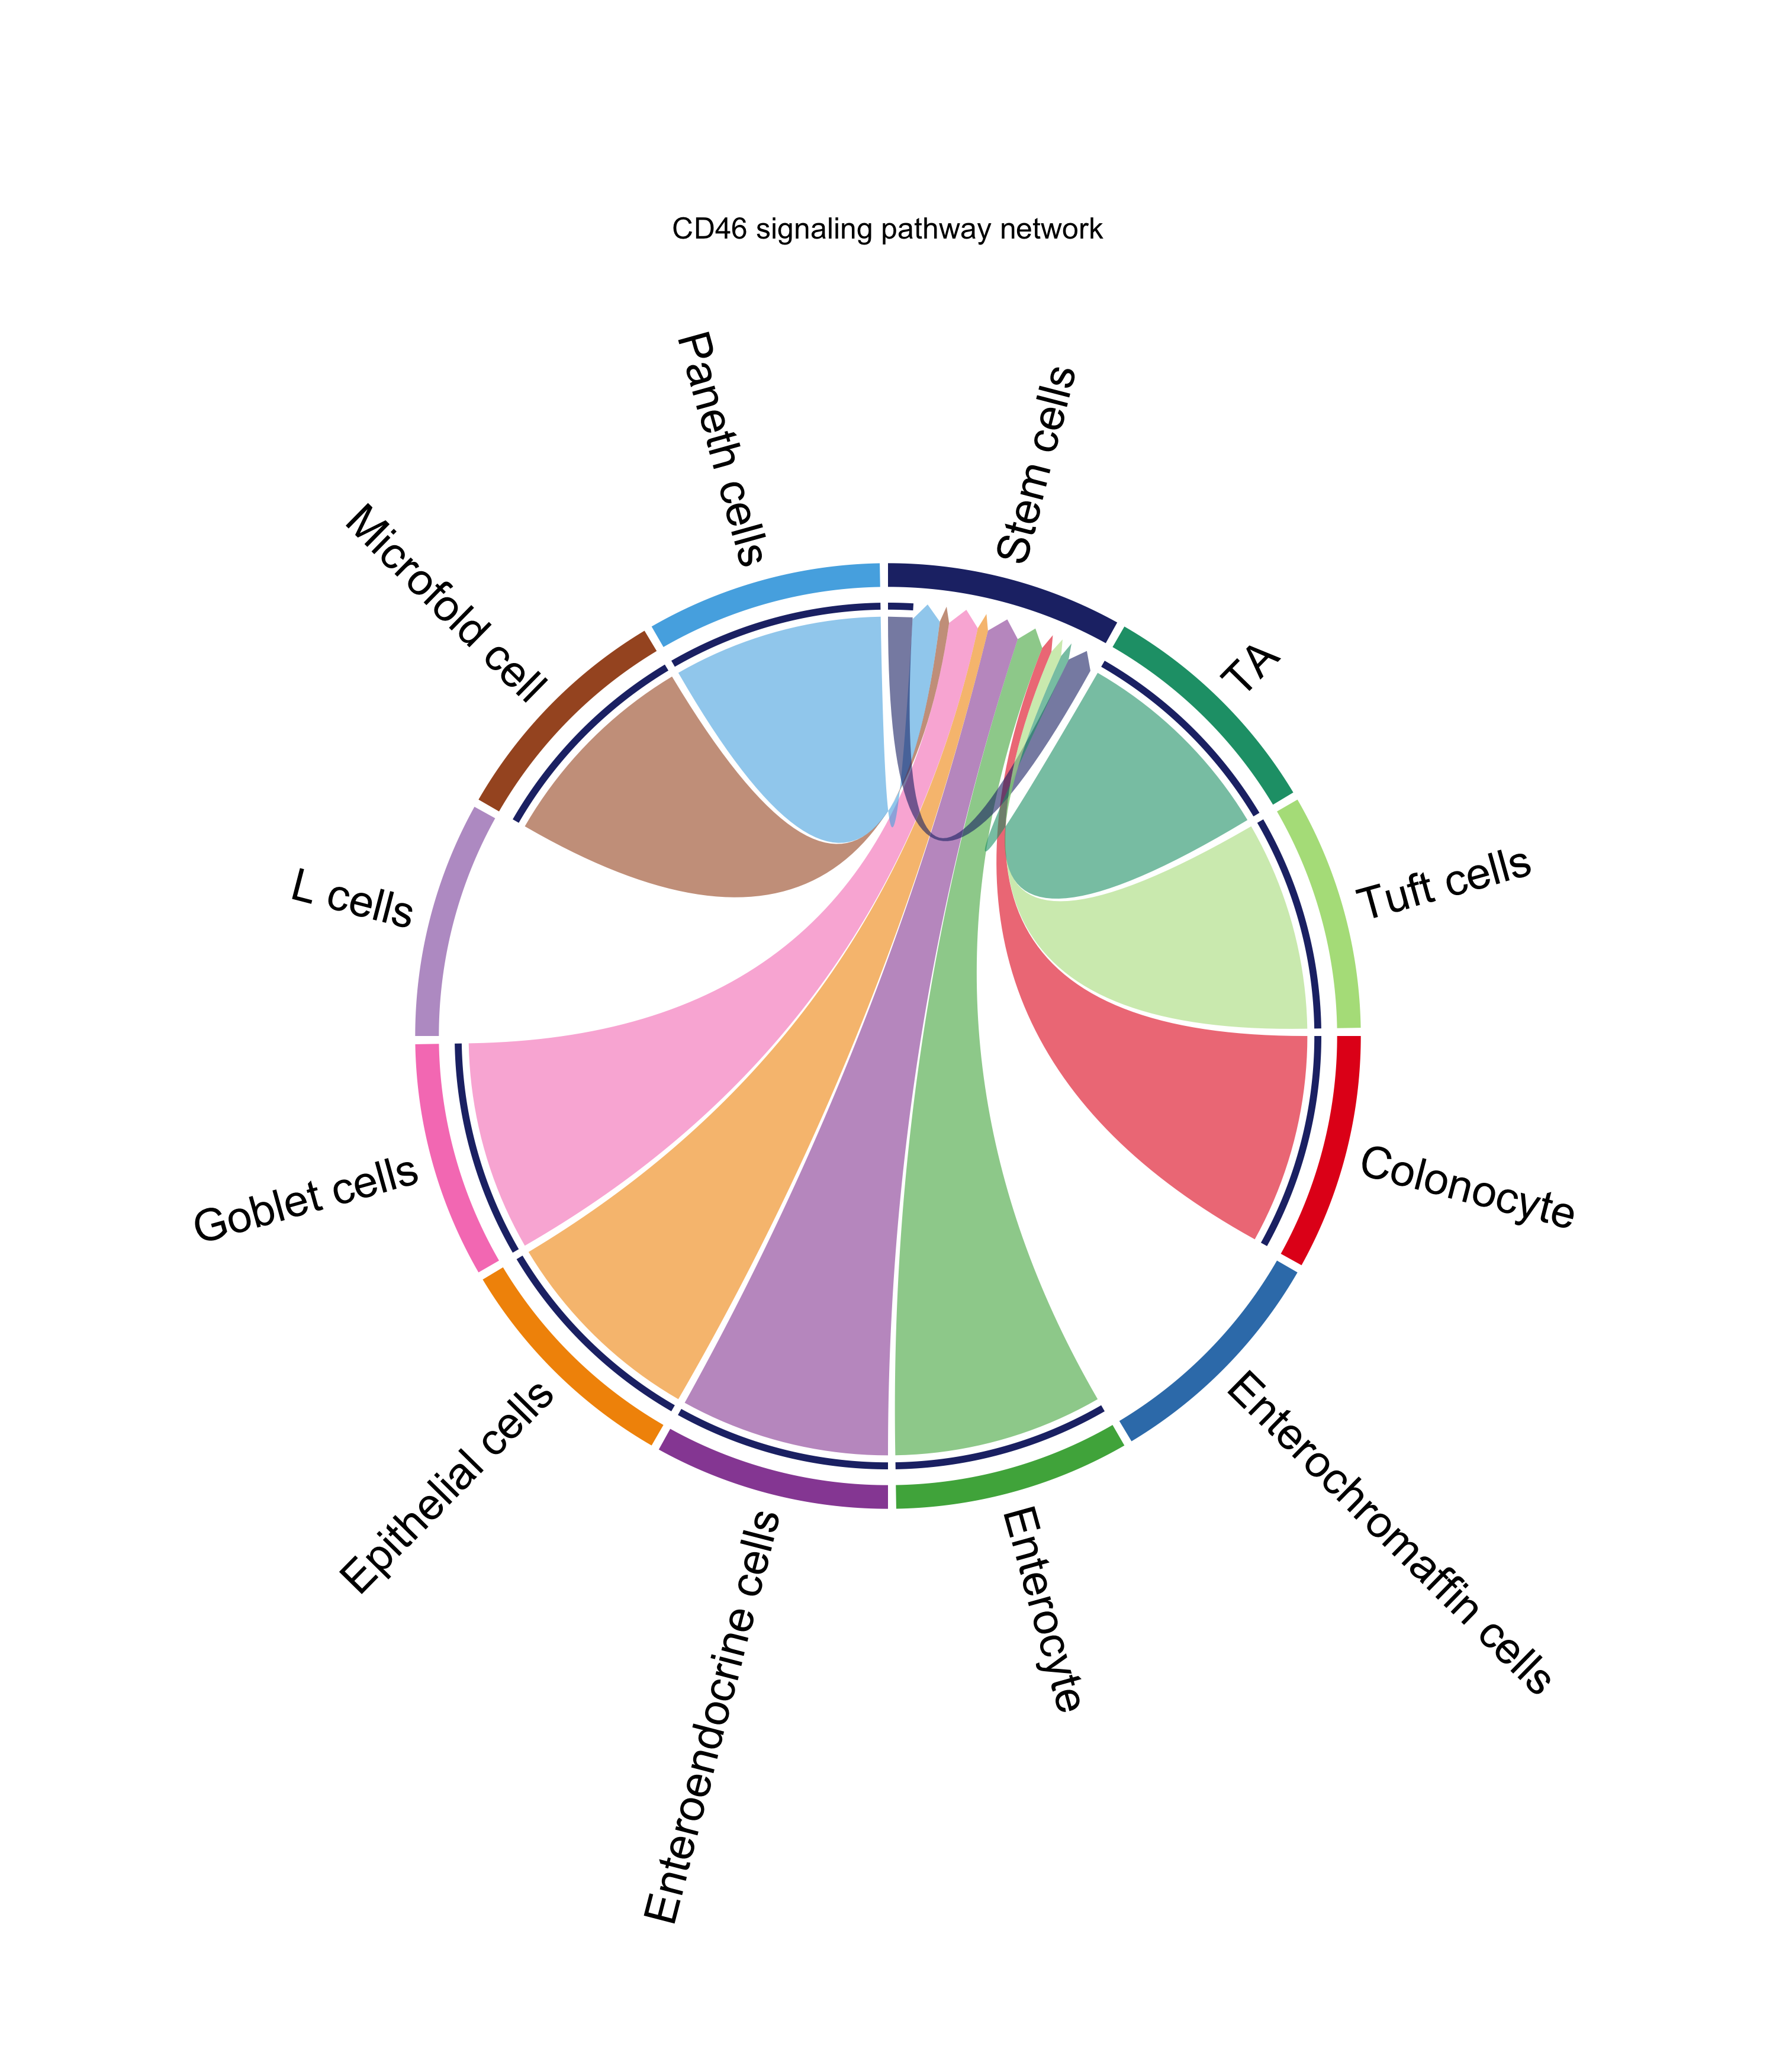 CD46 signaling pathway network
Paneth cells
Stem cells
Microfold celll
TA
L cells
Tuft cells
Goblet cells
Colonocyte
Epithelial cells
Enterochromaffin cells
Enteroendocrine cells
Enterocyte